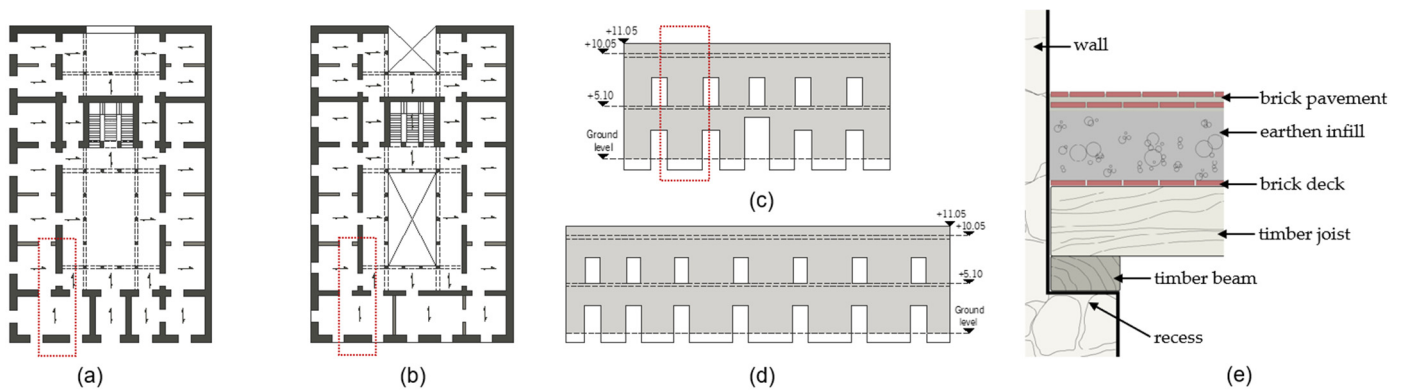 (a)
(b)
+11.05
+10.05
+5.10
Ground
level
(c)
+11.05
+10.05
+5.10
Ground
level
(d)
wall
brick pavement
earthen infill
brick deck
timber joist
timber beam
recess
(e)